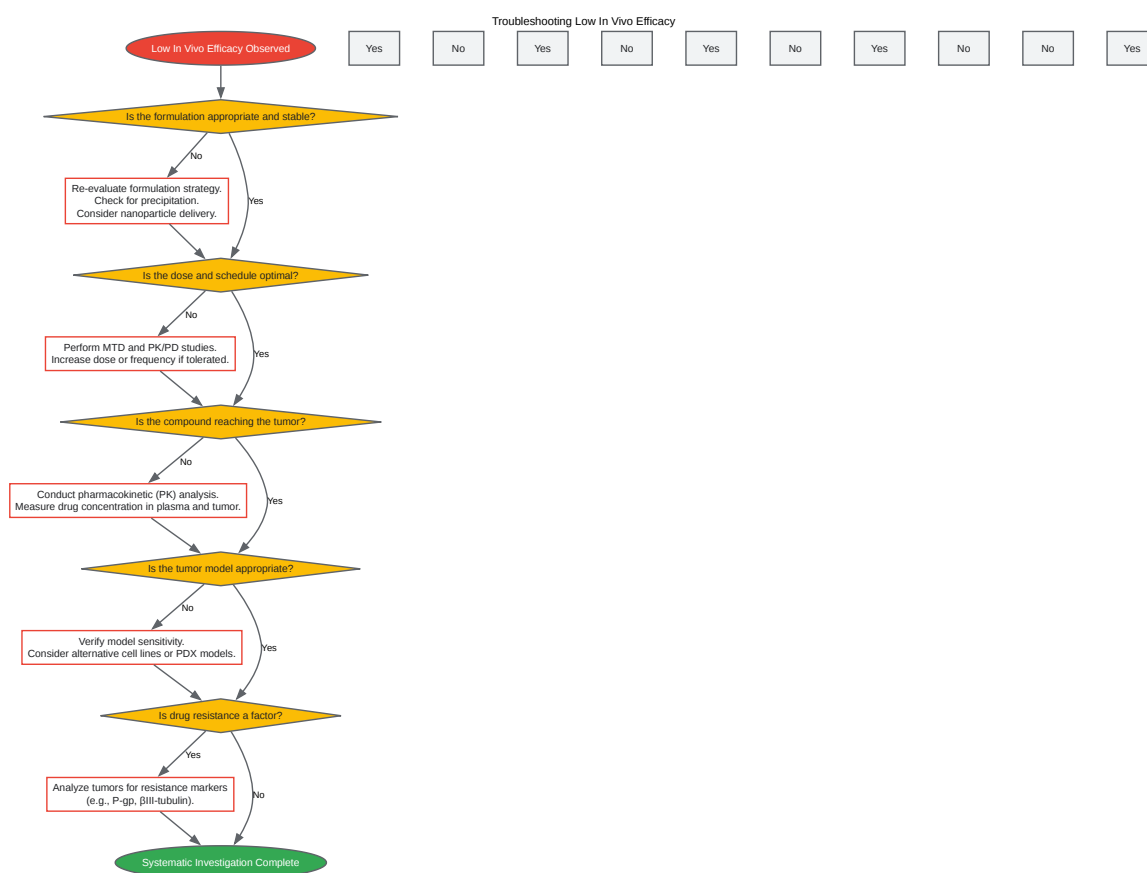 Troubleshooting Low In Vivo Efficacy
Low In Vivo Efficacy Observed
Yes
No
Yes
No
Yes
No
Yes
No
No
Yes
Is the formulation appropriate and stable?
No
Re-evaluate formulation strategy.
Check for precipitation.
Consider nanoparticle delivery.
Yes
Is the dose and schedule optimal?
No
Perform MTD and PK/PD studies.
Increase dose or frequency if tolerated.
Yes
Is the compound reaching the tumor?
No
Conduct pharmacokinetic (PK) analysis.
Measure drug concentration in plasma and tumor.
Yes
Is the tumor model appropriate?
No
Verify model sensitivity.
Consider alternative cell lines or PDX models.
Yes
Is drug resistance a factor?
Yes
Analyze tumors for resistance markers
(e.g., P-gp, βIII-tubulin).
No
Systematic Investigation Complete